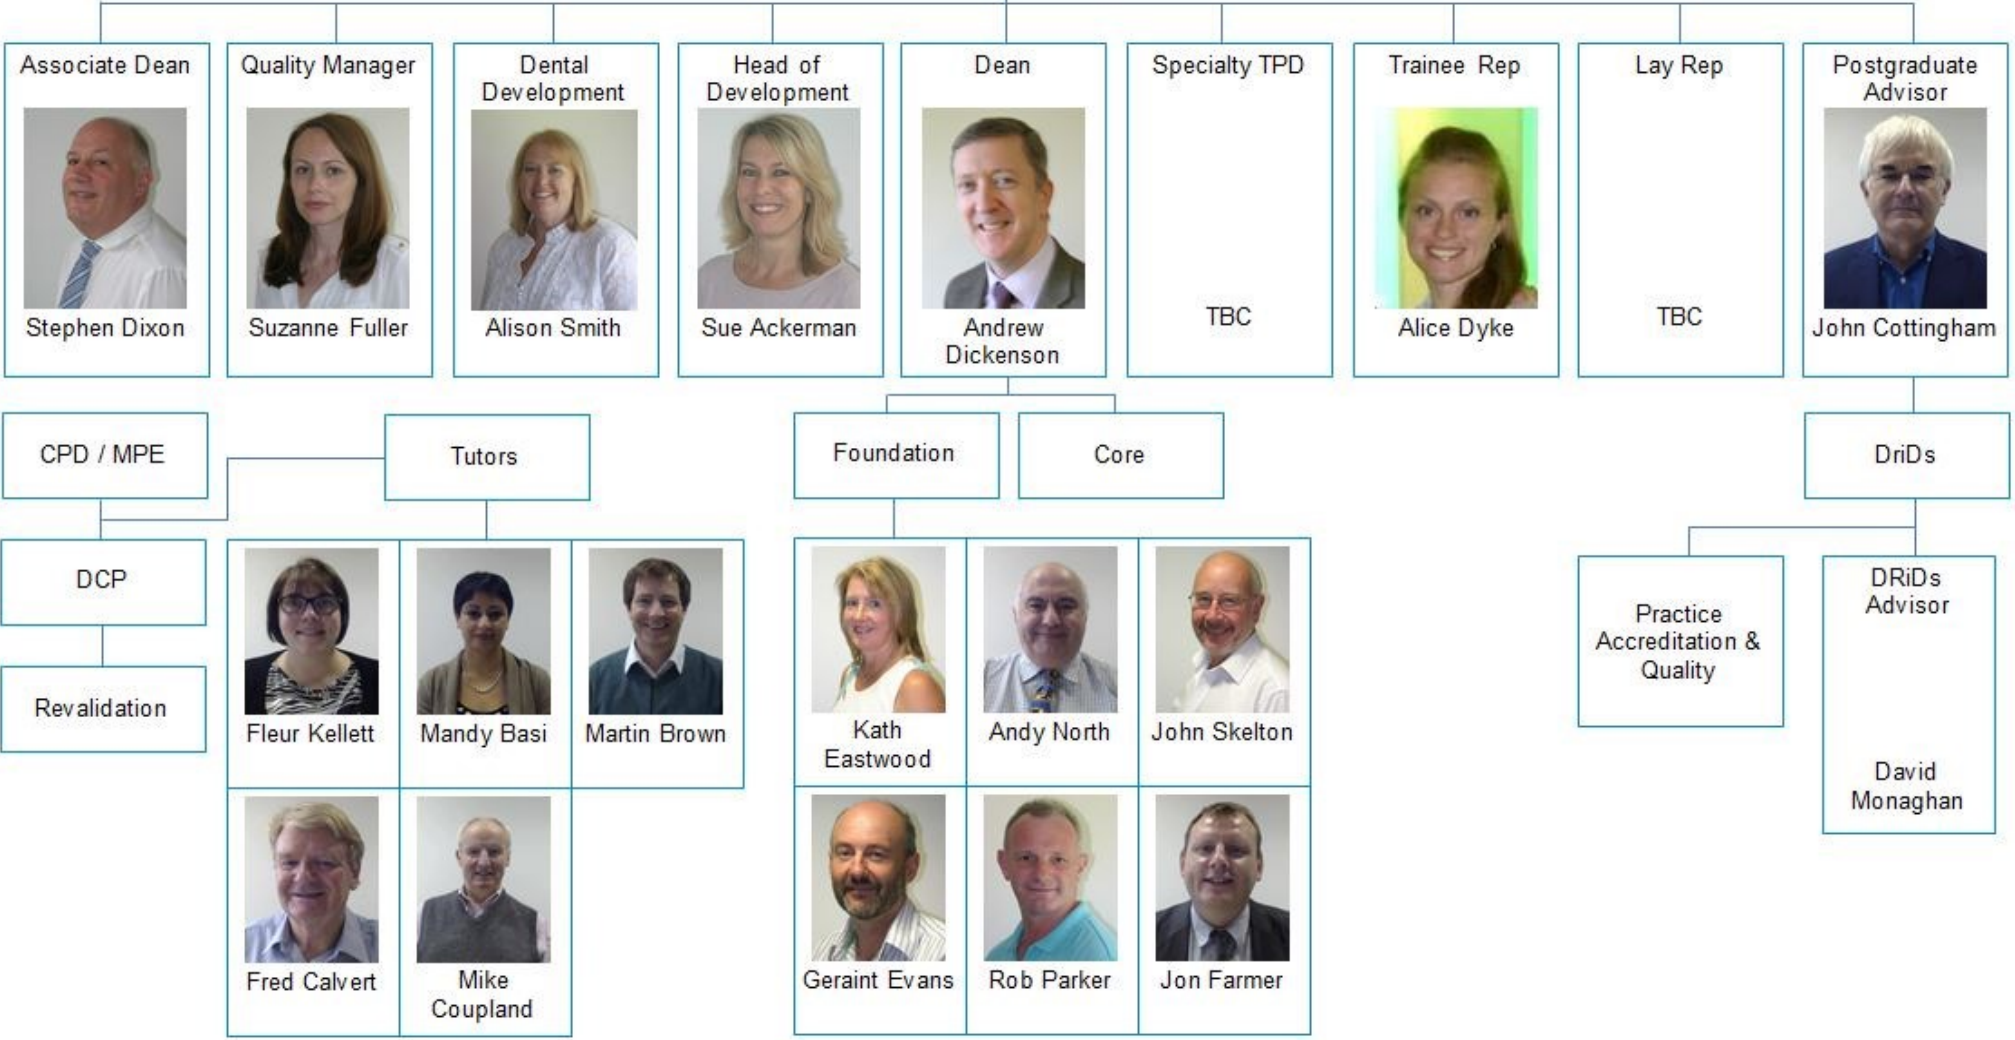 Associate Dean
Stephen Dixon
Quality Manager
Suzanne Fuller
Dental
Development
Alison Smith
Head of
Development
Sue Ackerman
Dean
Andrew
Dickenson
Specialty TPD
TBC
Trainee Rep
Alice Dyke
Lay Rep
TBC
Postgraduate
Advisor
John Cottingham
CPD / MPE
Tutors
Foundation
Core
DriDs
DCP
Revalidation
Fleur Kellett
Mandy Basi
Martin Brown
Fred Calvert
Mike
Coupland
Kath
Eastwood
Andy North
John Skelton
Geraint Evans
Rob Parker
Jon Farmer
Practice
Accreditation &
Quality
DRiDs
Advisor
David
Monaghan